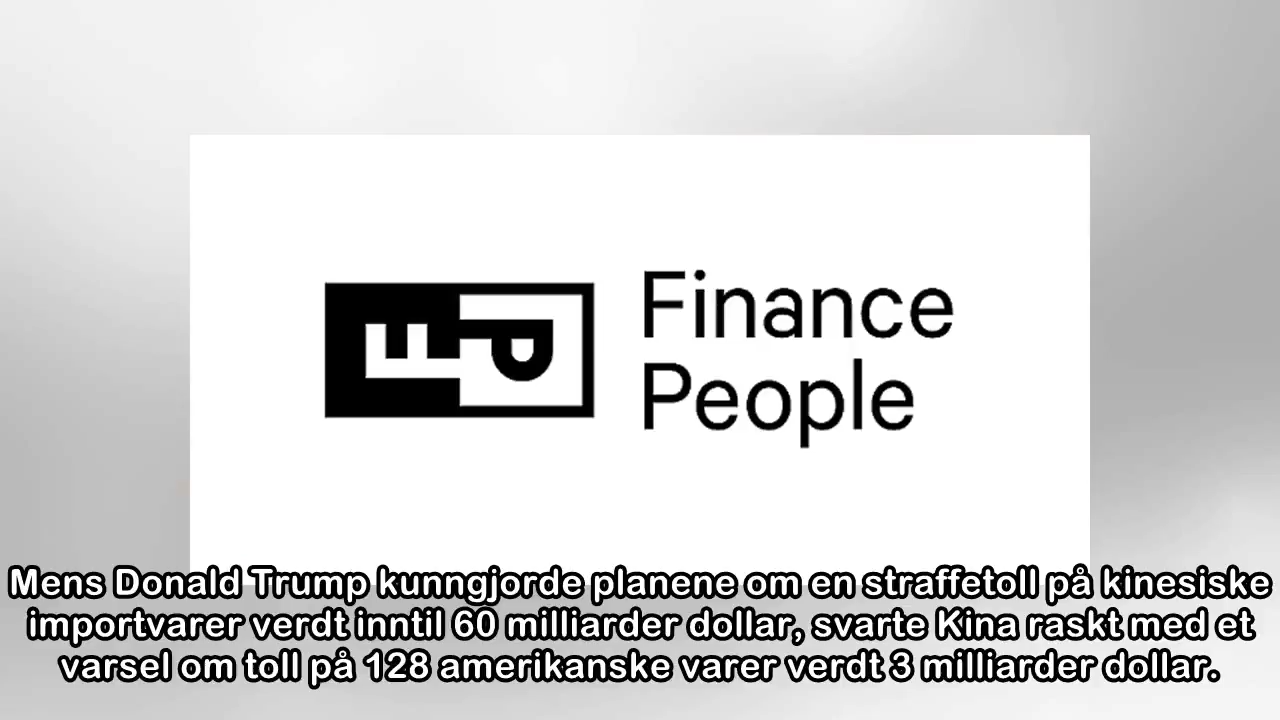 FP
Finance
People
Mens Donald Trump kunngjorde planene om en straffetoll på kinesiske
importvarer verdt inntil 60 milliarder dollar, svarte Kina raskt med et
varsel om toll på 128 amerikanske varer verdt 3 milliarder dollar.